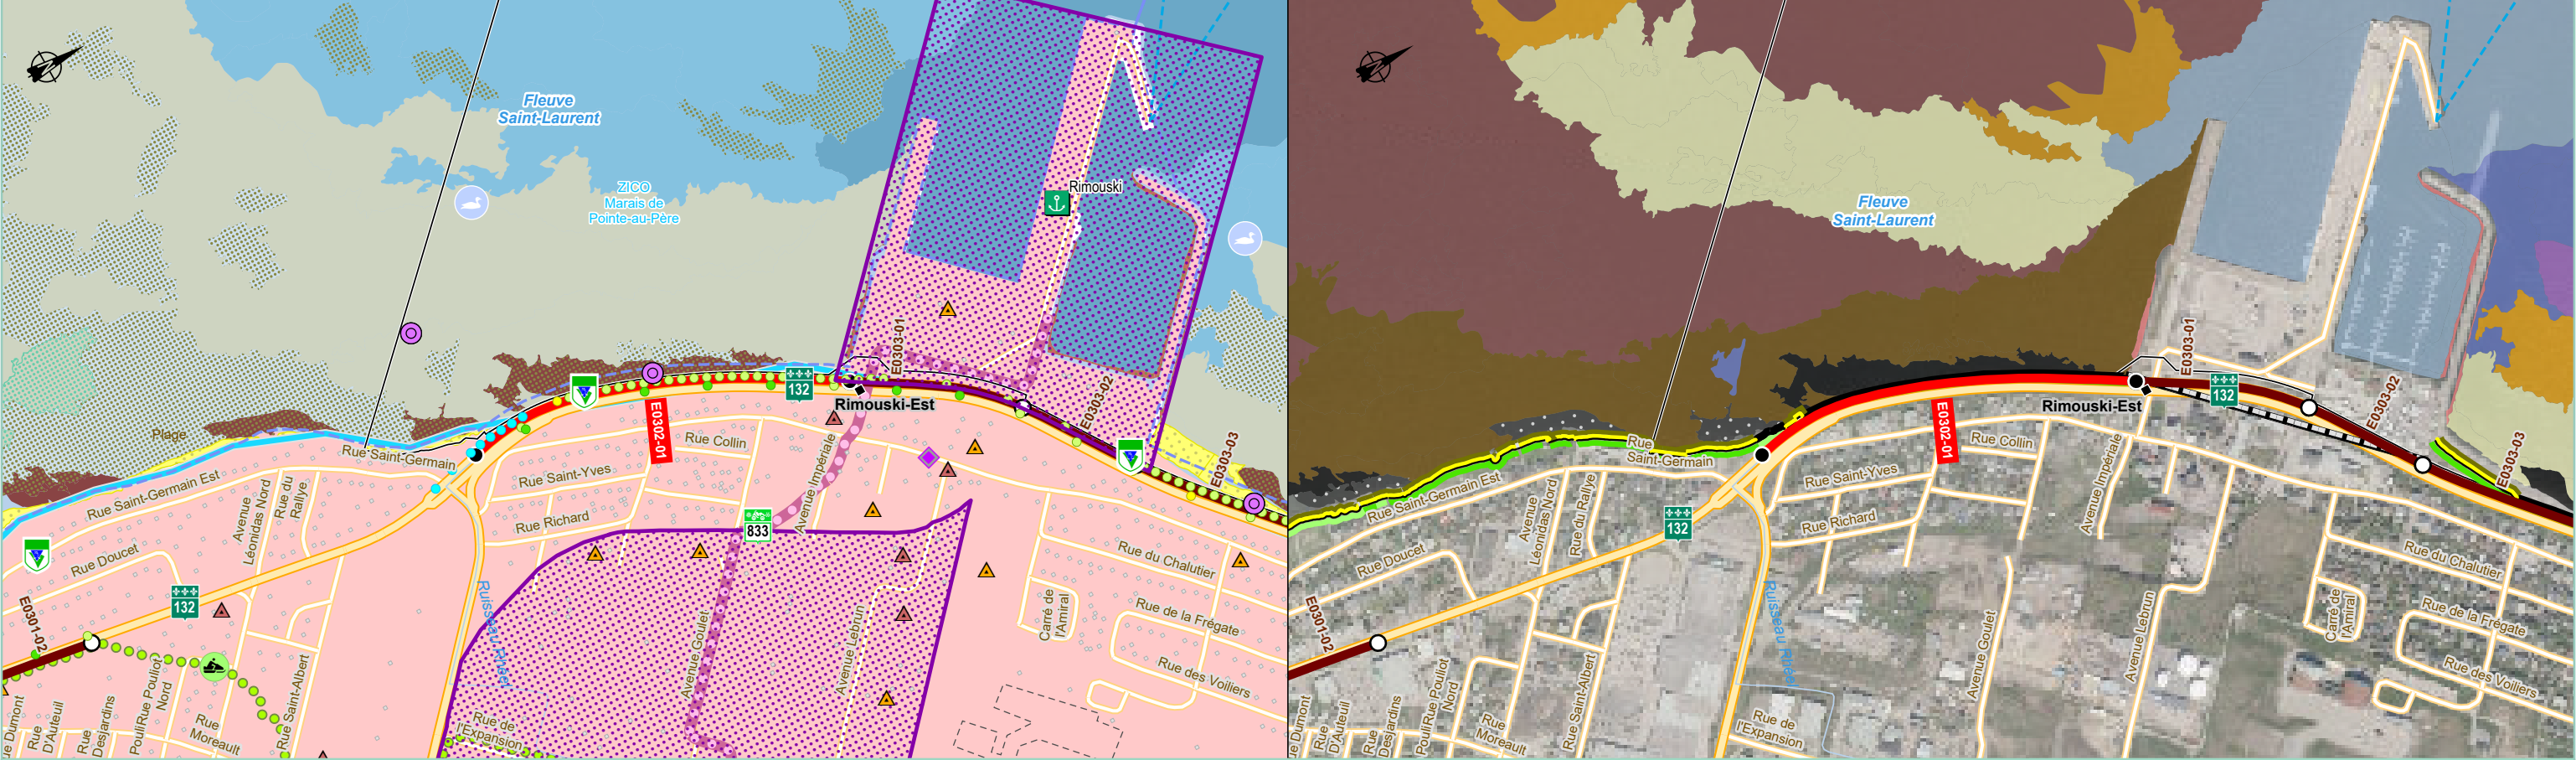 Fleuve
Saint-Laurent
ZICO
Marais de
Pointe-au-Père
Rimouski
E0303-01
132
Rimouski-Est
E0303-02
E0303-03
E0302-01
Plage
Rue Saint-Germain
Rue Collin
Rue Saint-Germain Est
Avenue
Léonidas Nord
Rue du
Rallye
Rue Saint-Yves
Rue Richard
Avenue Impériale
833
Rue Doucet
132
E0301-02
Rue du Chalutier
Carré de
l'Amiral
Rue de la Frégate
Rue des Voiliers
Avenue Goulet
Avenue Lebrun
Rue Saint-Albert
Rue
D'Auteuil
Rue
Desjardins
Rue Pouliot
Nord
Rue
Moreault
Rue de
l'Expansion
Fleuve
Saint-Laurent
E0303-01
132
Rimouski-Est
E0303-02
E0303-03
E0302-01
Rue
Saint-Germain
Rue Collin
Rue Saint-Germain Est
Avenue
Léonidas Nord
Rue du Rallye
Rue Saint-Yves
Rue Richard
Avenue Impériale
132
Rue Doucet
E0301-02
Rue du Chalutier
Carré de
l'Amiral
Rue de la Frégate
Rue des Voiliers
Avenue Goulet
Avenue Lebrun
Rue Saint-Albert
Rue
D'Auteuil
Rue
Desjardins
Rue Pouliot
Nord
Rue
Moreault
Rue de
l'Expansion